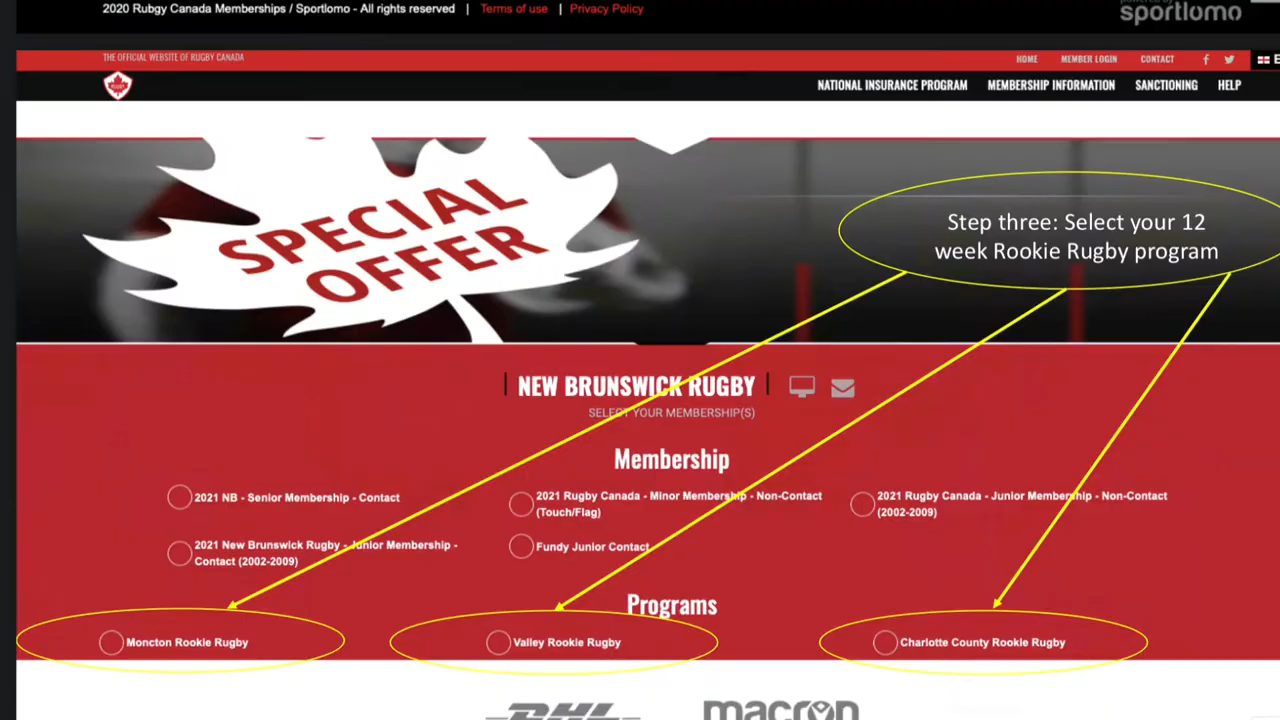 2020 Rubgy Canada Memberships / Sportlomo - All rights reserved | Terms of use | Privacy Policy
sportlomo
THE OFFICIAL WEBSITE OF RUGBY CANADA
HOME MEMBER LOGIN CONTACT
E
RUGBY
NATIONAL INSURANCE PROGRAM MEMBERSHIP INFORMATION SANCTIONING HELP
SPECIAL
OFFER
Step three: Select your 12
week Rookie Rugby program
NEW BRUNSWICK RUGBY
SELECT YOUR MEMBERSHIP(S)
Membership
2021 NB - Senior Membership - Contact
2021 Rugby Canada - Minor Membership - Non-Contact
(Touch/Flag)
2021 Rugby Canada - Junior Membership - Non-Contact
(2002-2009)
2021 New Brunswick Rugby - Junior Membership -
Contact (2002-2009)
Fundy Junior Contact
Programs
Moncton Rookie Rugby
Valley Rookie Rugby
Charlotte County Rookie Rugby
DHL
macron